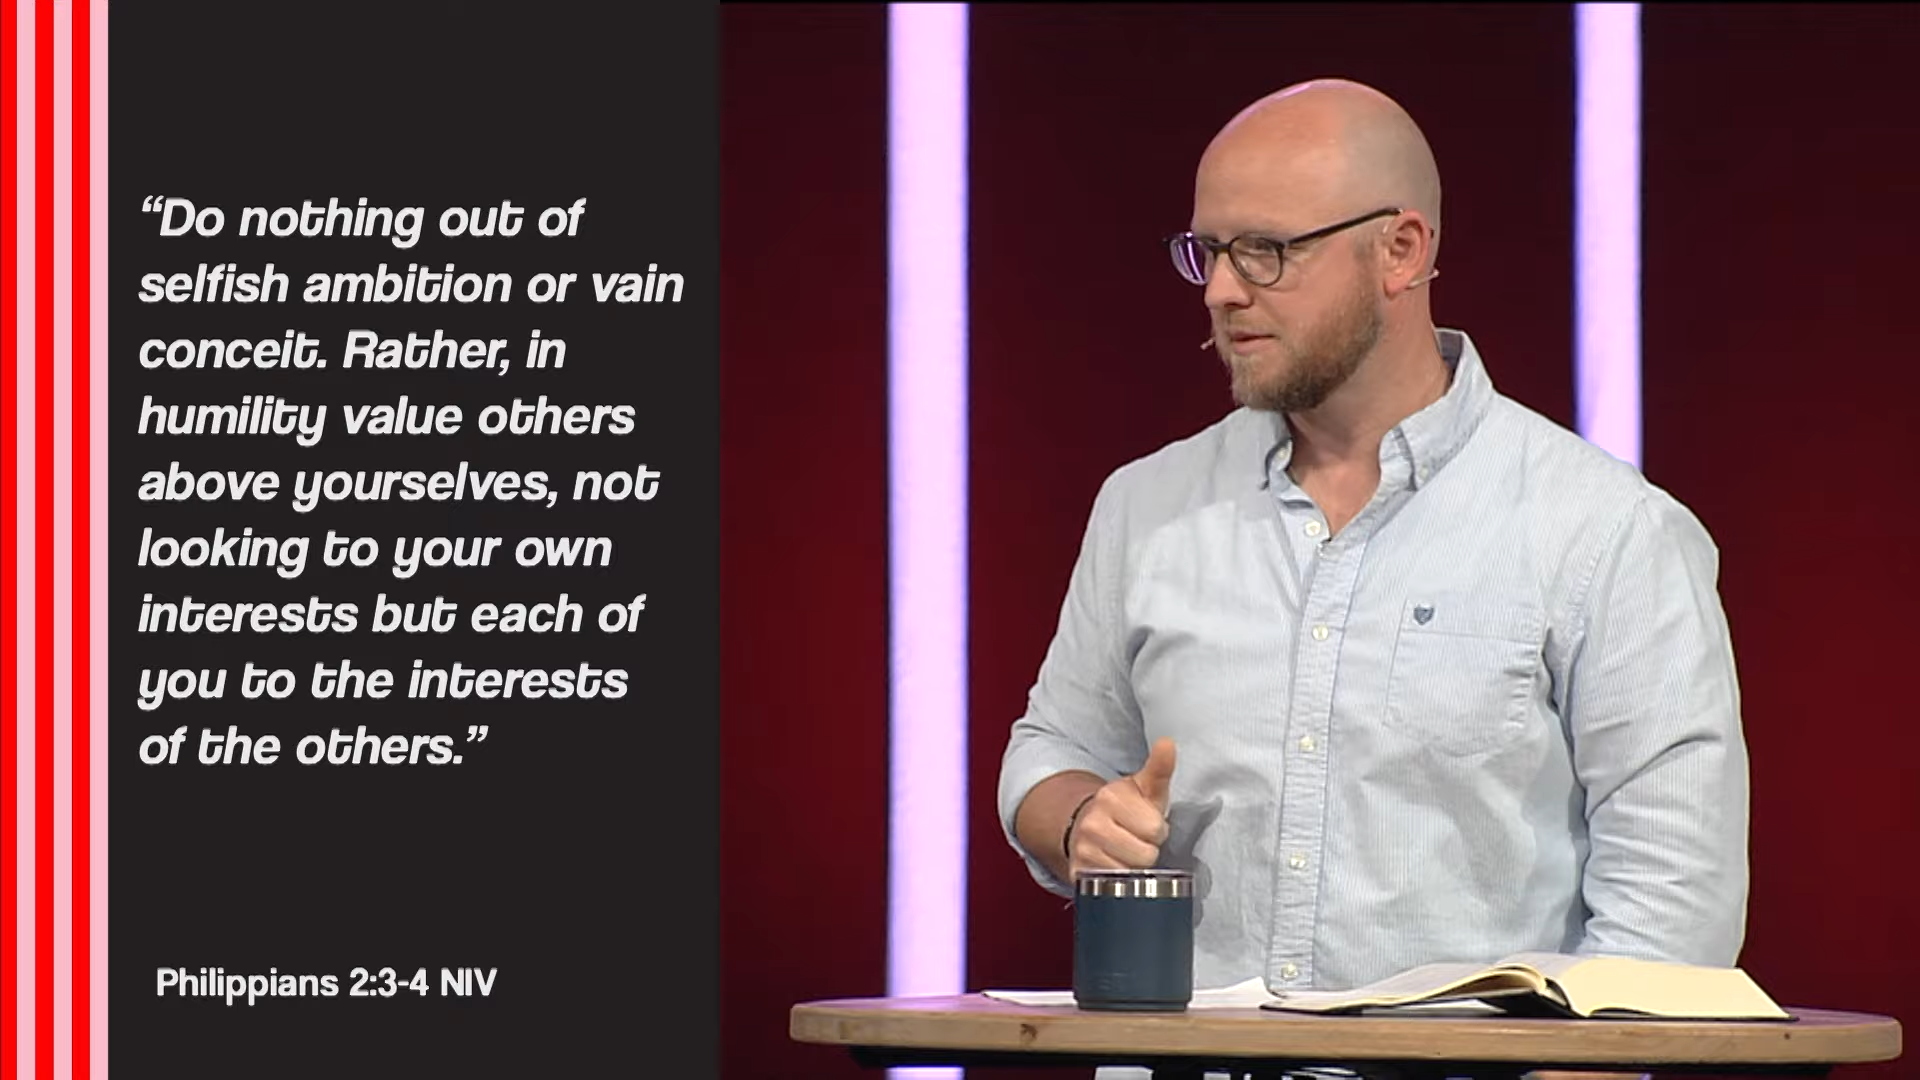 “Do nothing out of
selfish ambition or vain
conceit. Rather, in
humility value others
above yourselves, not
looking to your own
interests but each of
you to the interests
of the others.”
Philippians 2:3-4 NIV